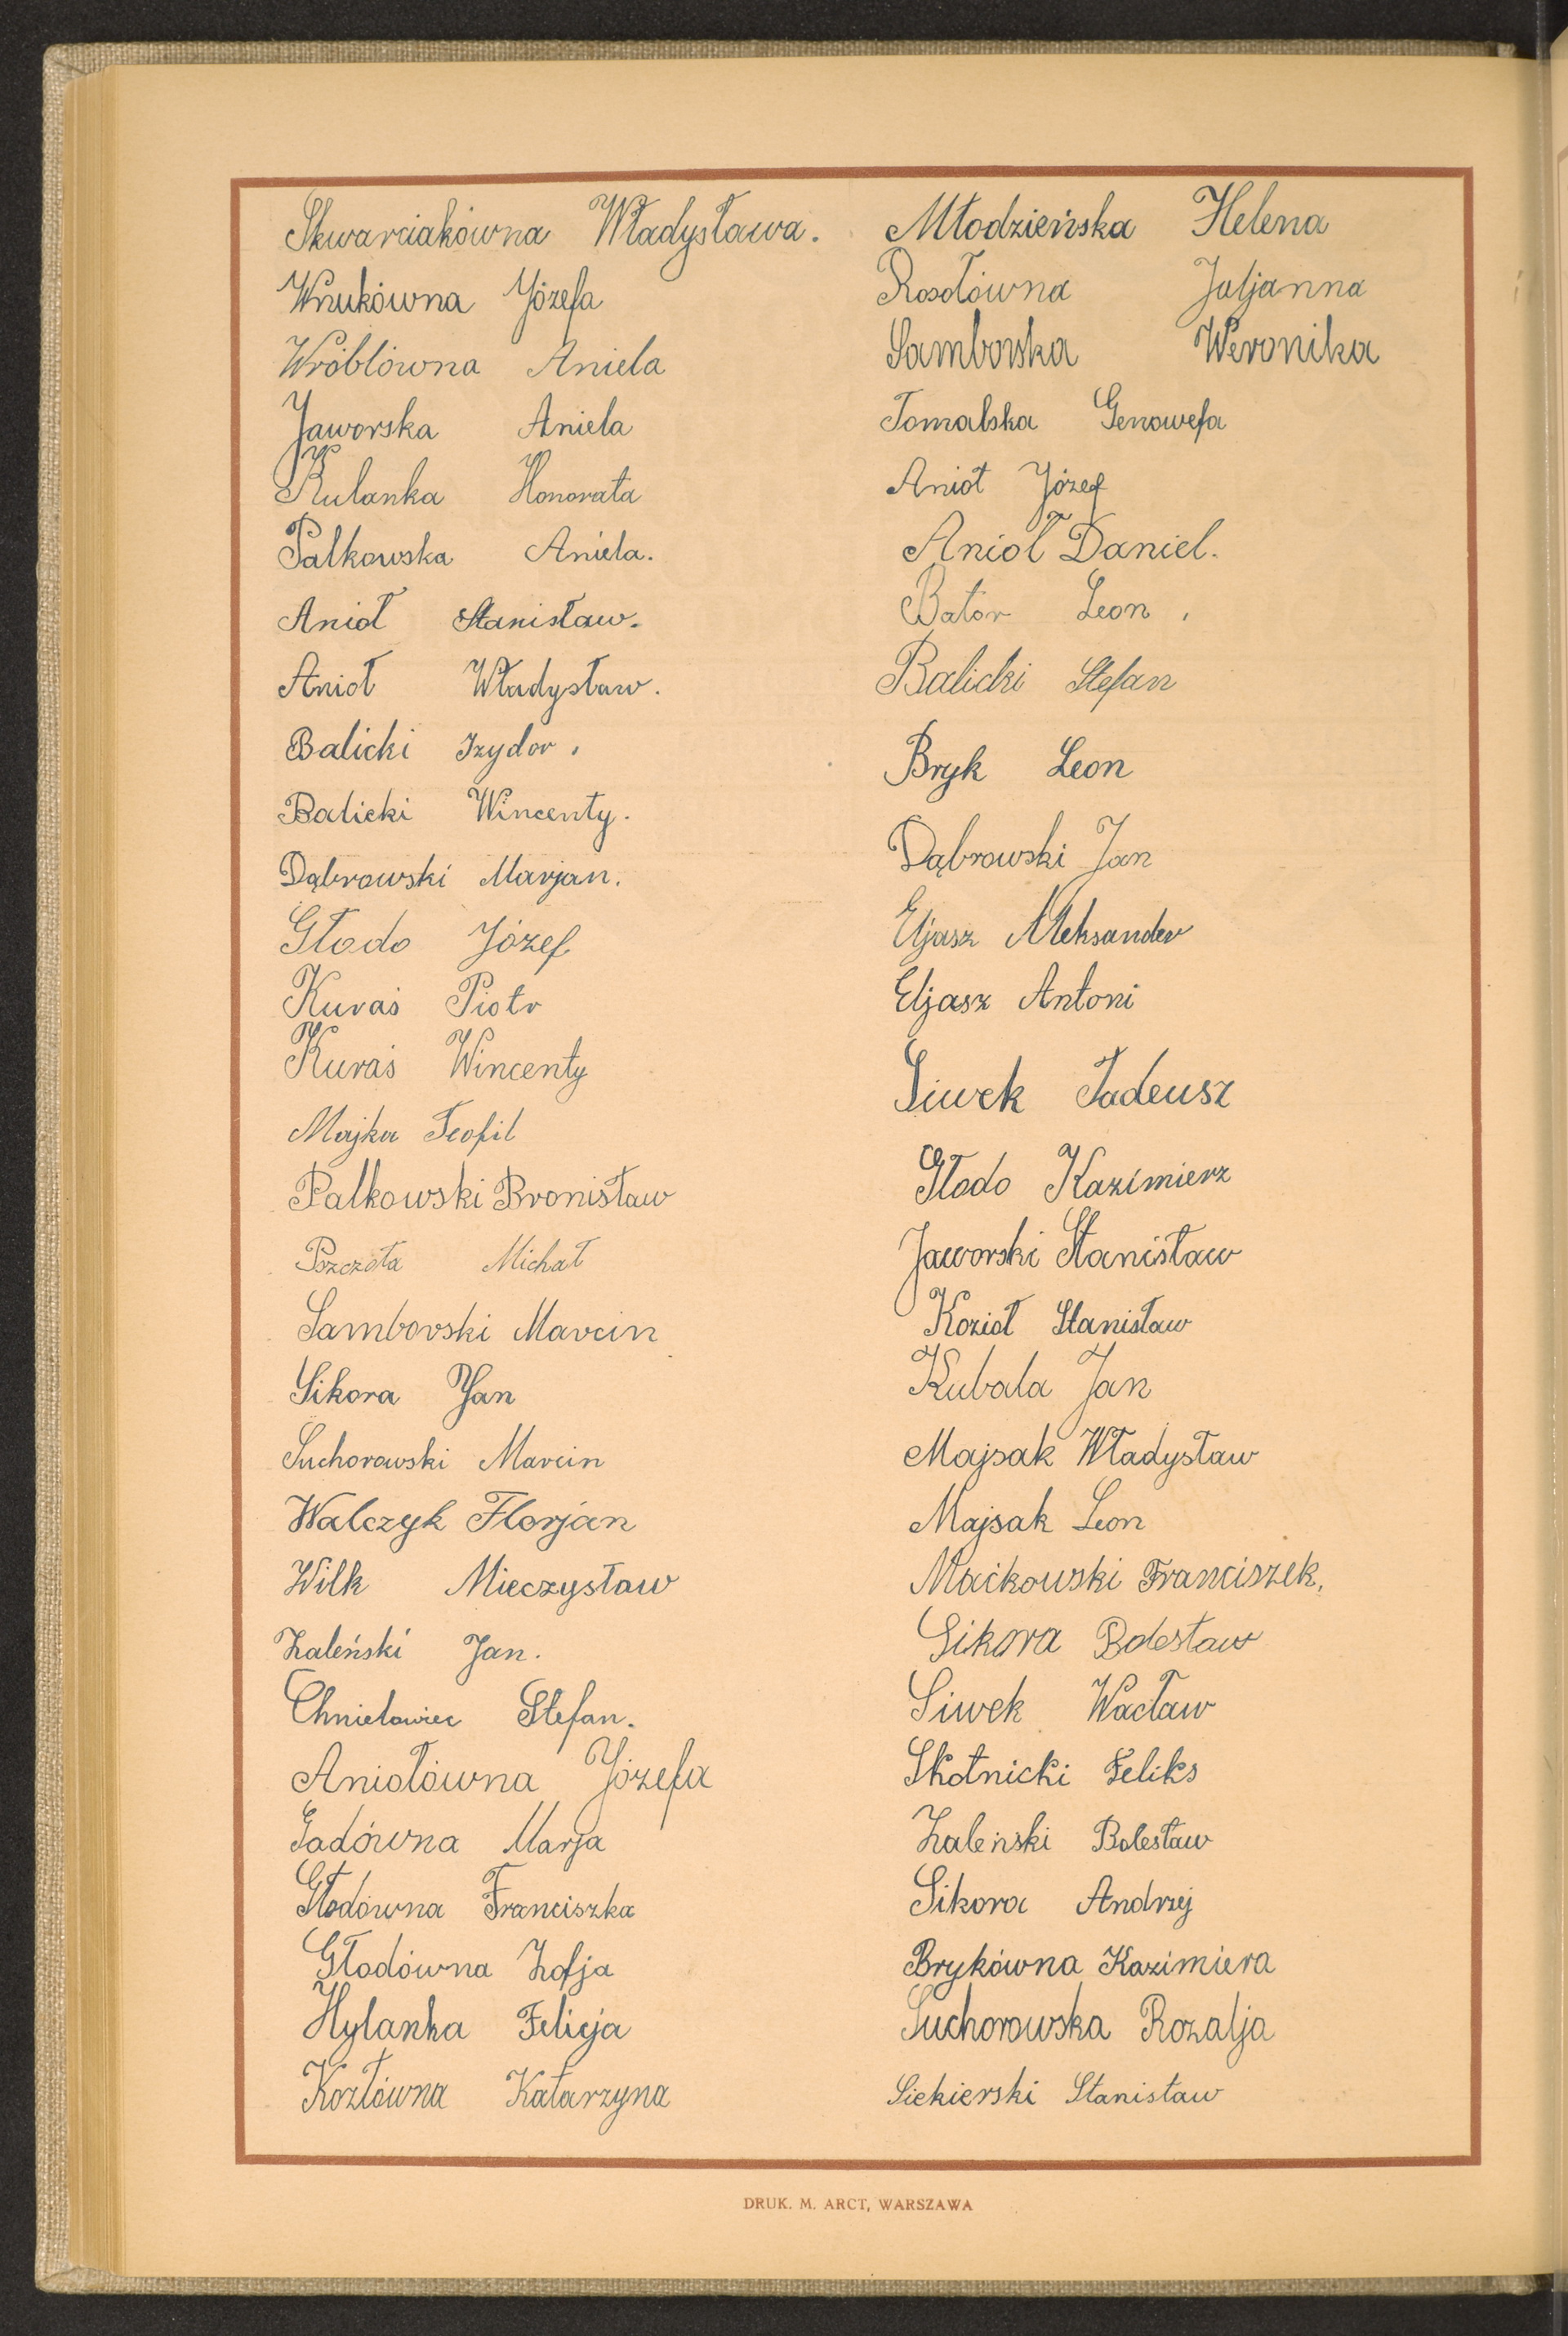 Skwarciakówna Władysława.
Wnukówna Józefa
Wróblówna Aniela
Jaworska Aniela
Kulanka Honorata
Pałkowska Aniela.
Anioł Stanisław.
Anioł Władysław.
Balicki Izydor.
Balicki Wincenty.
Dąbrowski Marjan.
Głodo Józef
Kuraś Piotr
Kuraś Wincenty
Majka Teofil
Pałkowski Bronisław
Pszczoła Michał
Samborski Marcin
Sikora Jan
Suchorowski Marcin
Walczyk Florjan
Wilk Mieczysław
Zaleński Jan.
Chmielowiec Stefan.
Aniołówna Józefa
Gadówna Marja
Głodówna Franciszka
Głodówna Zofja
Hylanka Felicja
Kozłówna Katarzyna
Młodzieńska Helena
Rosołówna Juljanna
Samborska Weronika
Tomalska Genowefa
Anioł Józef
Anioł Daniel.
Bator Leon.
Balicki Stefan
Bryk Leon
Dąbrowski Jan
Eljasz Aleksander
Eljasz Antoni
Siwek Tadeusz
Głodo Kazimierz
Jaworski Stanisław
Kozioł Stanisław
Kubala Jan
Majsak Władysław
Majsak Leon
Maćkowski Franciszek.
Sikora Bolesław
Siwek Wacław
Skotnicki Feliks
Zaleński Bolesław
Sikora Andrzej
Brykówna Kazimiera
Suchorowska Rozalja
Siekierski Stanisław
DRUK. M. ARCT, WARSZAWA